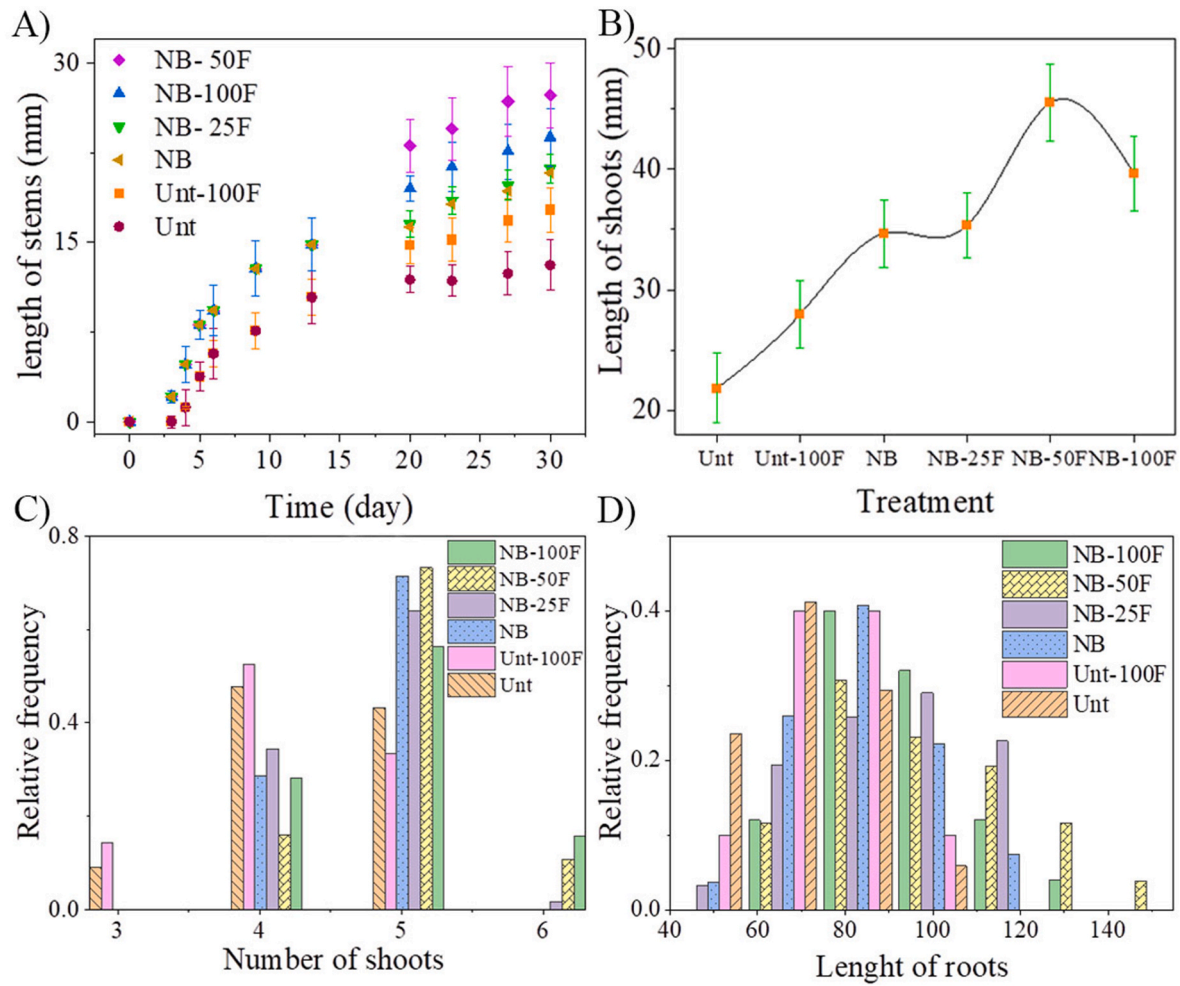 A)
30
15
0
length of stems (mm)
NB- 50F
NB-100F
NB- 25F
NB
Unt-100F
Unt
0 5 10 15 20 25 30
Time (day)
B)
50
40
30
20
Length of shoots (mm)
Unt Unt-100F NB NB-25F NB-50F NB-100F
Treatment
C)
0.8
0.4
0.0
Relative frequency
NB-100F
NB-50F
NB-25F
NB
Unt-100F
Unt
3 4 5 6
Number of shoots
D)
0.4
0.2
0.0
Relative frequency
NB-100F
NB-50F
NB-25F
NB
Unt-100F
Unt
40 60 80 100 120 140
Lenght of roots